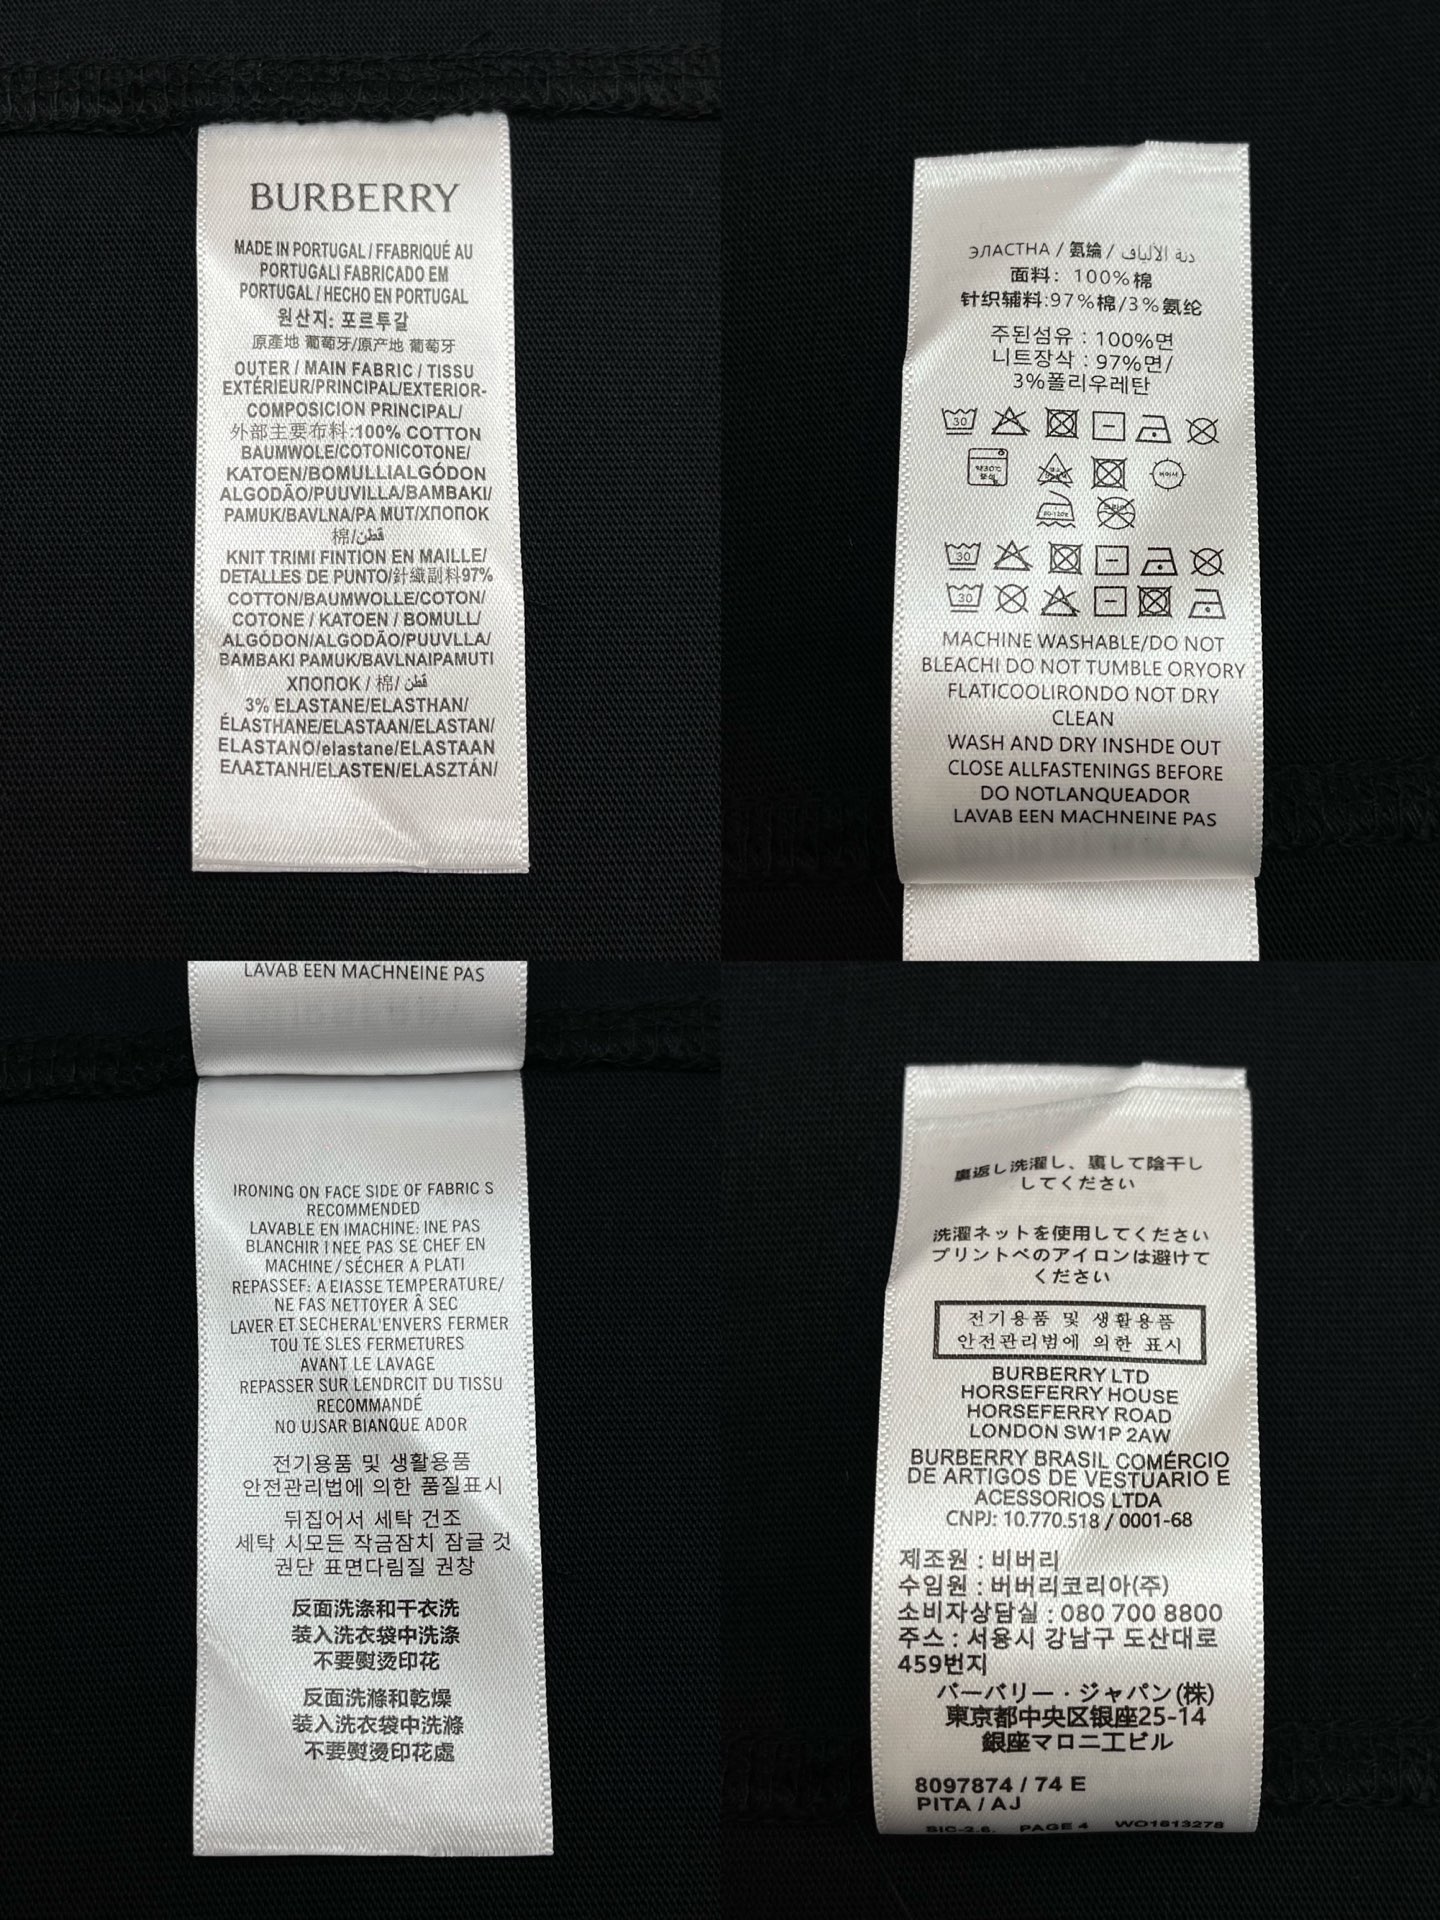 BURBERRY
MADE IN PORTUGAL / FFABRIQUÉ AU
PORTUGALI FABRICADO EM
PORTUGAL / HECHO EN PORTUGAL
원산지: 포르투갈
原產地 葡萄牙/原产地 葡萄牙
OUTER / MAIN FABRIC / TISSU
EXTÉRIEUR/PRINCIPAL/EXTERIOR-
COMPOSICION PRINCIPAL/
外部主要布料:100% COTTON
BAUMWOLE/COTONICOTONE/
KATOEN/BOMULLIALGÓDON
ALGODÃO/PUUVILLA/BAMBAKI/
PAMUK/BAVLNA/PA MUT/ХПОПОК
棉/قطن
KNIT TRIMI FINTION EN MAILLE/
DETALLES DE PUNTO/針織副料97%
COTTON/BAUMWOLLE/COTON/
COTONE / KATOEN / BOMULL/
ALGÓDON/ALGODÃO/PUUVLLA/
BAMBAKI PAMUK/BAVLNAIPAMUTI
ХПОПОК / 棉/ قطن
3% ELASTANE/ELASTHAN/
ÉLASTHANE/ELASTAAN/ELASTAN/
ELASTANO/elastane/ELASTAAN
ΕΛΑΣΤΑΝΗ/ELASTEN/ELASZTÁN/
ЭЛАСТНА / 氨綸 / دنة الالياف
面料: 100%棉
针织辅料:97%棉/3%氨纶
주된섬유 : 100%면
니트장삭 : 97%면/
3%폴리우레탄
30
30
30
MACHINE WASHABLE/DO NOT
BLEACHI DO NOT TUMBLE ORYORY
FLATICOOLIRONDO NOT DRY
CLEAN
WASH AND DRY INSHDE OUT
CLOSE ALLFASTENINGS BEFORE
DO NOTLANQUEADOR
LAVAB EEN MACHNEINE PAS
LAVAB EEN MACHNEINE PAS
IRONING ON FACE SIDE OF FABRIC S
RECOMMENDED
LAVABLE EN IMACHINE: INE PAS
BLANCHIR I NEE PAS SE CHEF EN
MACHINE / SÉCHER A PLATI
REPASSEF: A EIASSE TEMPERATURE/
NE FAS NETTOYER Â SEC
LAVER ET SECHERAL'ENVERS FERMER
TOU TE SLES FERMETURES
AVANT LE LAVAGE
REPASSER SUR LENDRCIT DU TISSU
RECOMMANDÉ
NO UJSAR BIANQUE ADOR
전기용품 및 생활용품
안전관리법에 의한 품질표시
뒤집어서 세탁 건조
세탁 시모든 작금잠치 잠글 것
권단 표면다림질 권창
反面洗涤和干衣洗
装入洗衣袋中洗涤
不要熨烫印花
反面洗滌和乾燥
装入洗衣袋中洗滌
不要熨燙印花處
裏返し洗濯し、裏して陰干し
してください
洗濯ネットを使用してください
プリントペのアイロンは避けて
ください
전기용품 및 생활용품
안전관리법에 의한 표시
BURBERRY LTD
HORSEFERRY HOUSE
HORSEFERRY ROAD
LONDON SW1P 2AW
BURBERRY BRASIL COMÉRCIO
DE ARTIGOS DE VESTUARIO E
ACESSORIOS LTDA
CNPJ: 10.770.518 / 0001-68
제조원 : 비버리
수임원 : 버버리코리아(주)
소비자상담실 : 080 700 8800
주스 : 서용시 강남구 도산대로
459번지
バーバリー・ジャパン(株)
東京都中央区银座25-14
銀座マロニ工ビル
8097874 / 74 E
PITA / AJ
SIC-2.6. PAGE 4 WO1613278